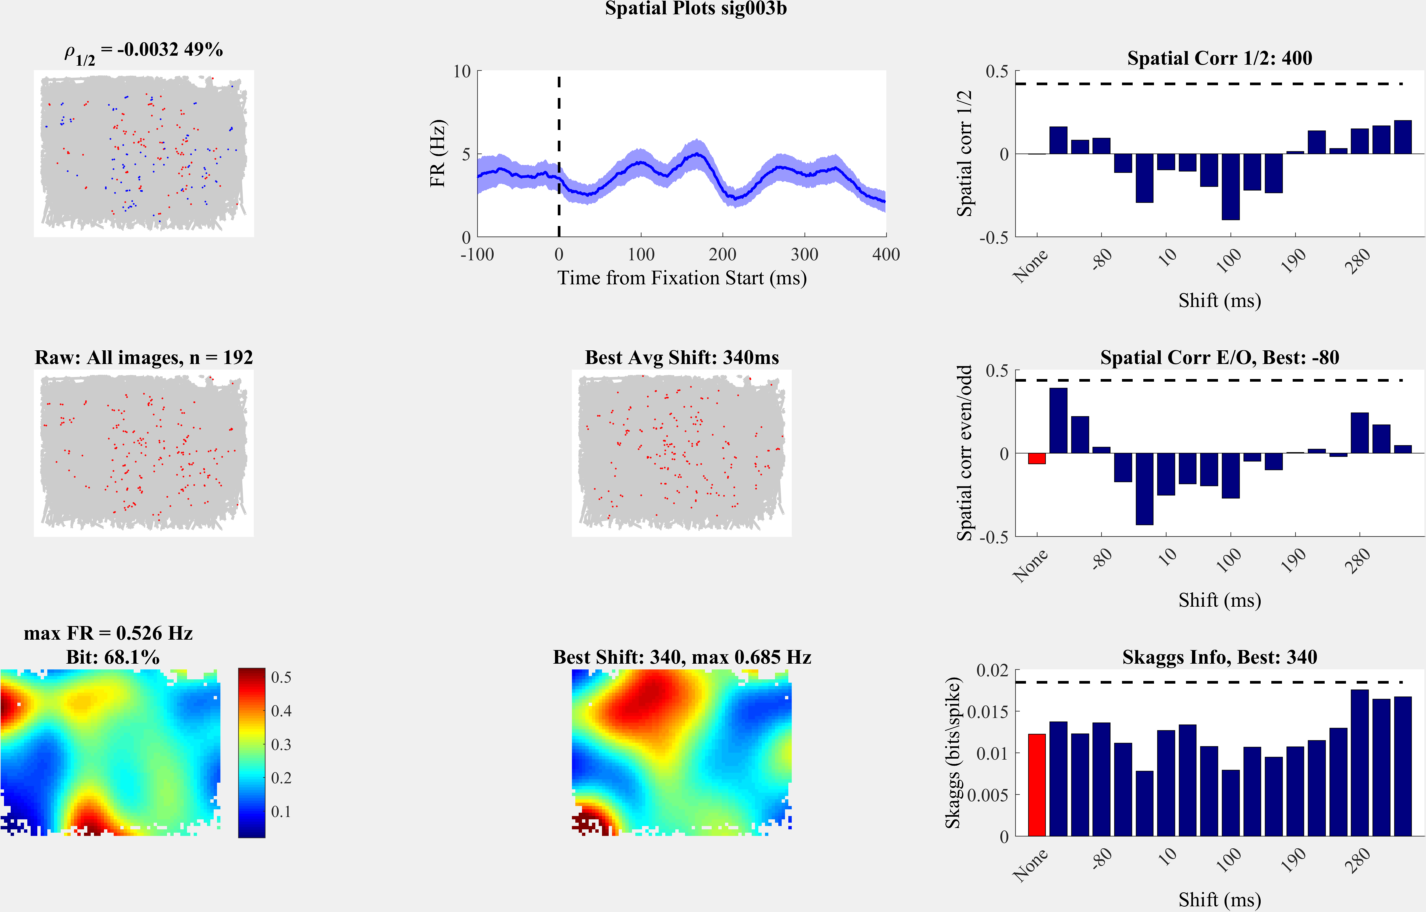 Spatial Plots sig003b
ρ1/2 = -0.0032 49%
10
5
0
FR (Hz)
-100 0 100 200 300 400
Time from Fixation Start (ms)
Spatial Corr 1/2: 400
0.5
0
-0.5
Spatial corr 1/2
None -80 10 100 190 280
Shift (ms)
Raw: All images, n = 192
Best Avg Shift: 340ms
Spatial Corr E/O, Best: -80
0.5
0
-0.5
Spatial corr even/odd
None -80 10 100 190 280
Shift (ms)
max FR = 0.526 Hz
Bit: 68.1%
0.5
0.4
0.3
0.2
0.1
Best Shift: 340, max 0.685 Hz
Skaggs Info, Best: 340
0.02
0.015
0.01
0.005
0
Skaggs (bits\spike)
None -80 10 100 190 280
Shift (ms)